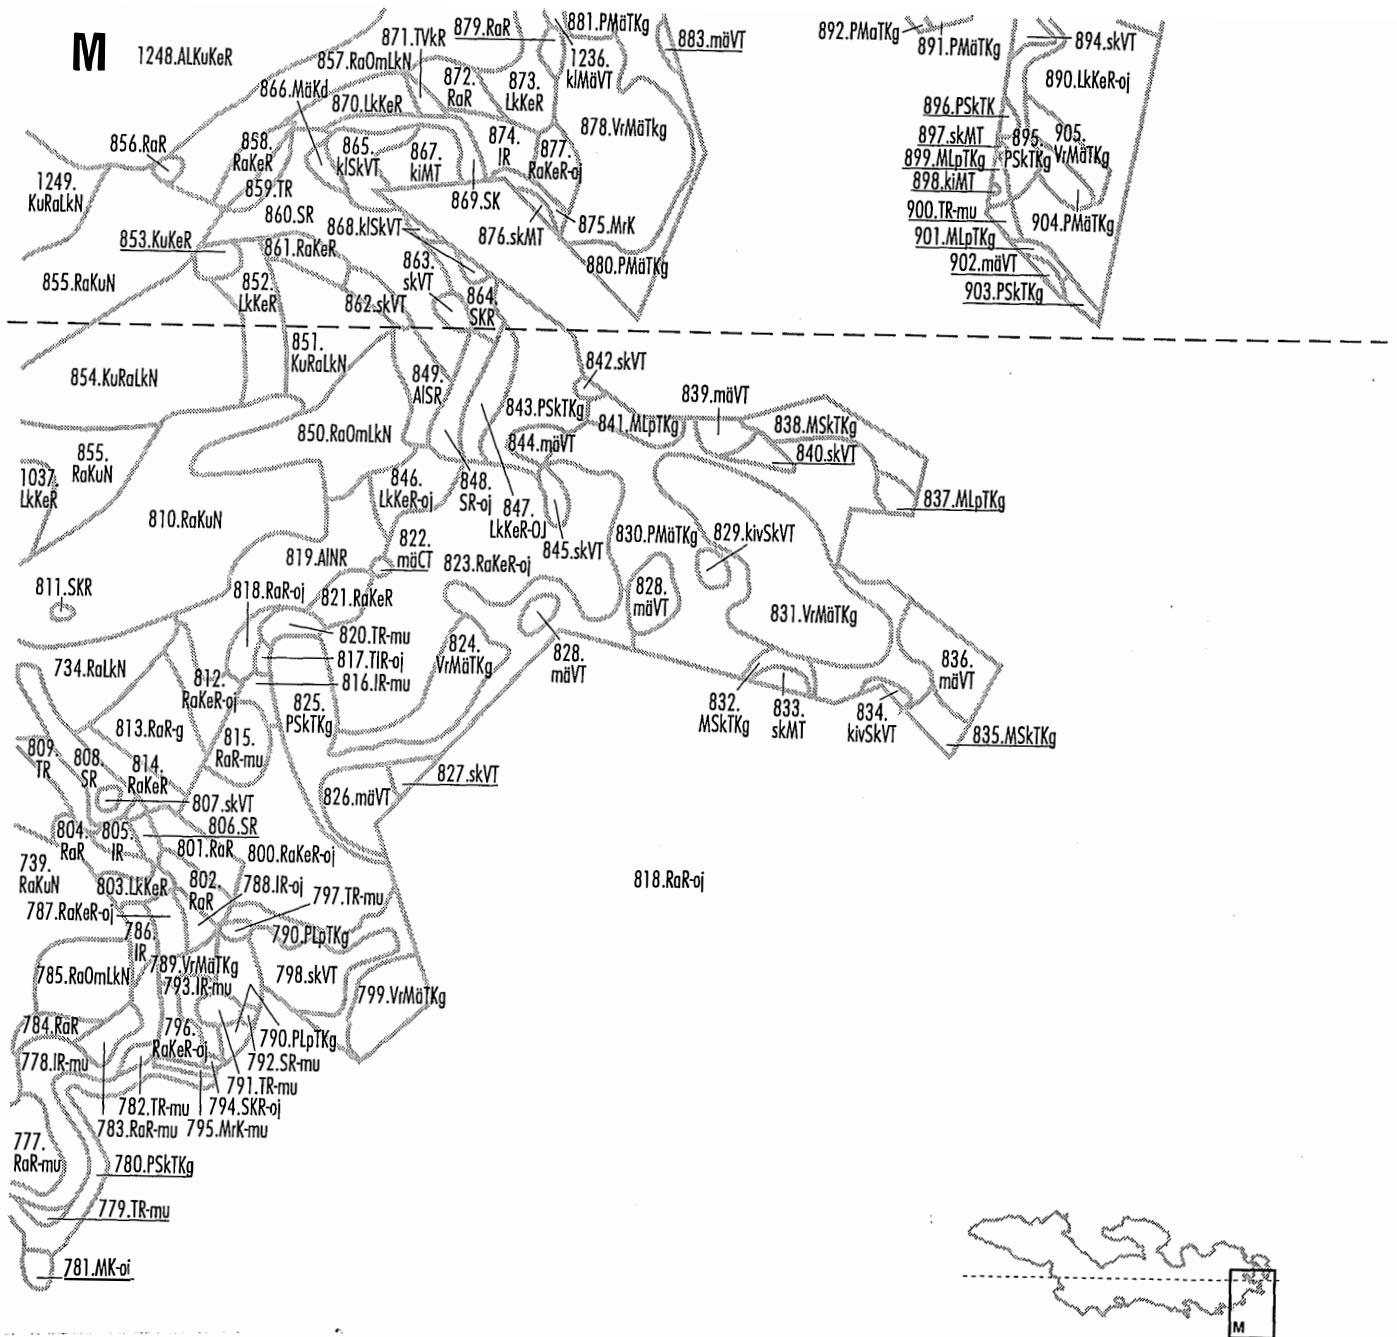 M
1248.ALKuKeR
871.TVkR
879.RaR
881.PMäTKg
883.mäVT
892.PMaTKg
891.PMäTKg
894.skVT
857.RaOmLkN
1236.
klMäVT
872.
RaR
873.
LkKeR
890.LkKeR-oj
866.MäKd
870.LkKeR
878.VrMäTkg
896.PSkTK
856.RaR
858.
RaKeR
865.
klSkVT
867.
kiMT
874.
IR
877.
RaKeR-oj
897.skMT
895.
PSkTKg
905.
VrMäTKg
899.MLpTKg
898.kiMT
1249.
KuRaLkN
859.TR
869.SK
860.SR
868.klSkVT
876.skMT
875.MrK
900.TR-mu
904.PMäTKg
901.MLpTKg
853.KuKeR
861.RaKeR
863.
skVT
880.PMäTKg
902.mäVT
855.RaKuN
852.
LkKeR
862.skVT
864.
SKR
903.PSkTKg
851.
KuRaLkN
842.skVT
854.KuRaLkN
849.
AlSR
839.mäVT
843.PSkTKg
841.MLpTKg
838.MSkTKg
850.RaOmLkN
844.mäVT
840.skVT
855.
RaKuN
1037.
LkKeR
846.
LkKeR-oj
848.
SR-oj
847.
LkKeR-OJ
837.MLpTKg
810.RaKuN
822.
mäCT
845.skVT
830.PMäTKg
829.kivSkVT
819.AlNR
823.RaKeR-oj
811.SKR
818.RaR-oj
821.RaKeR
828.
mäVT
831.VrMäTKg
820.TR-mu
824.
VrMäTKg
828.
mäVT
817.TlR-oj
816.IR-mu
734.RaLkN
812.
RaKeR-oj
825.
PSkTKg
836.
mäVT
832.
MSkTKg
833.
skMT
834.
kivSkVT
835.MSkTKg
813.RaR-g
815.
RaR-mu
809.
TR
808.
SR
814.
RaKeR
827.skVT
826.mäVT
807.skVT
806.SR
804.
RaR
805.
IR
801.RaR
800.RaKeR-oj
739.
RaKuN
803.LkKeR
802.
RaR
788.IR-oj
797.TR-mu
818.RaR-oj
787.RaKeR-oj
786.
IR
790.PLpTKg
785.RaOmLkN
789.VrMäTKg
793.IR-mu
798.skVT
799.VrMäTKg
784.RaR
796.
RaKeR-oj
790.PLpTKg
778.IR-mu
792.SR-mu
791.TR-mu
782.TR-mu
794.SKR-oj
783.RaR-mu
795.MrK-mu
777.
RaR-mu
780.PSkTKg
779.TR-mu
781.MK-oi
M